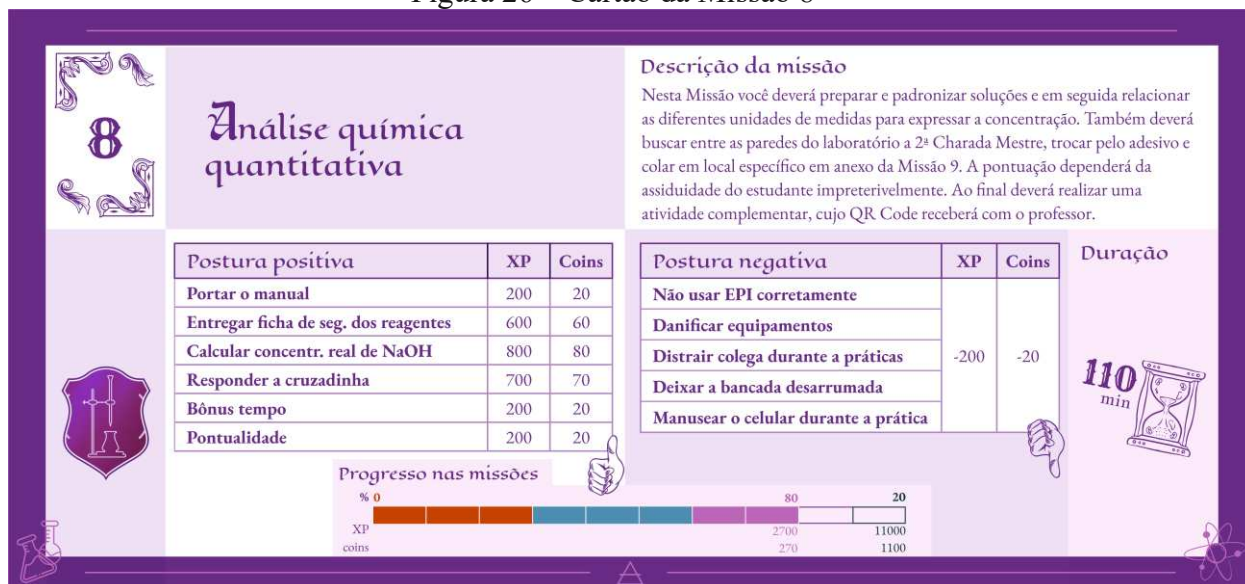 Figura 26 – Cartão da Missão 8
8
Análise química
quantitativa
Descrição da missão
Nesta Missão você deverá preparar e padronizar soluções e em seguida relacionar
as diferentes unidades de medidas para expressar a concentração. Também deverá
buscar entre as paredes do laboratório a 2ª Charada Mestre, trocar pelo adesivo e
colar em local específico em anexo da Missão 9. A pontuação dependerá da
assiduidade do estudante impreterivelmente. Ao final deverá realizar uma
atividade complementar, cujo QR Code receberá com o professor.
Postura positiva XP Coins
Portar o manual 200 20
Entregar ficha de seg. dos reagentes 600 60
Calcular concentr. real de NaOH 800 80
Responder a cruzadinha 700 70
Bônus tempo 200 20
Pontualidade 200 20
Postura negativa XP Coins
Não usar EPI corretamente
Danificar equipamentos
Distrair colega durante a práticas -200 -20
Deixar a bancada desarrumada
Manusear o celular durante a prática
Duração
110
min
Progresso nas missões
% 0 80 20
XP 2700 11000
coins 270 1100